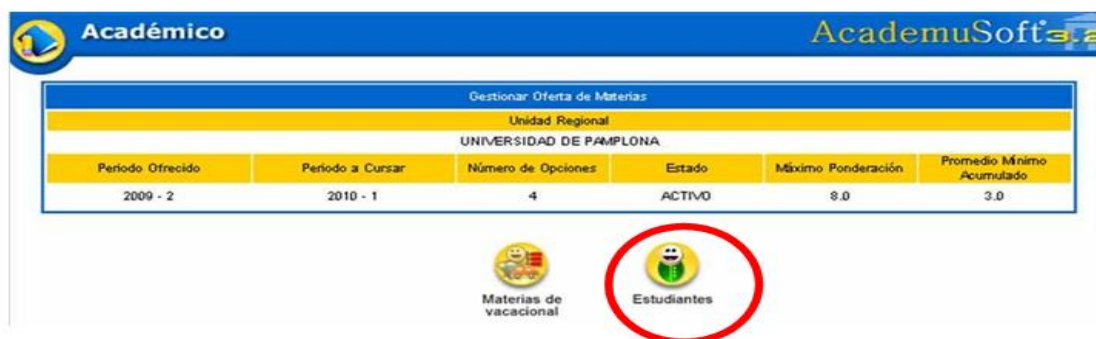 Académico
AcademuSoft 3.2
Gestionar Oferta de Materias
Unidad Regional
UNIVERSIDAD DE PAMPLONA
Periodo Ofrecido Periodo a Cursar Número de Opciones Estado Máximo Ponderación Promedio Mínimo Acumulado
2009 - 2 2010 - 1 4 ACTIVO 8.0 3.0
Materias de vacacional
Estudiantes